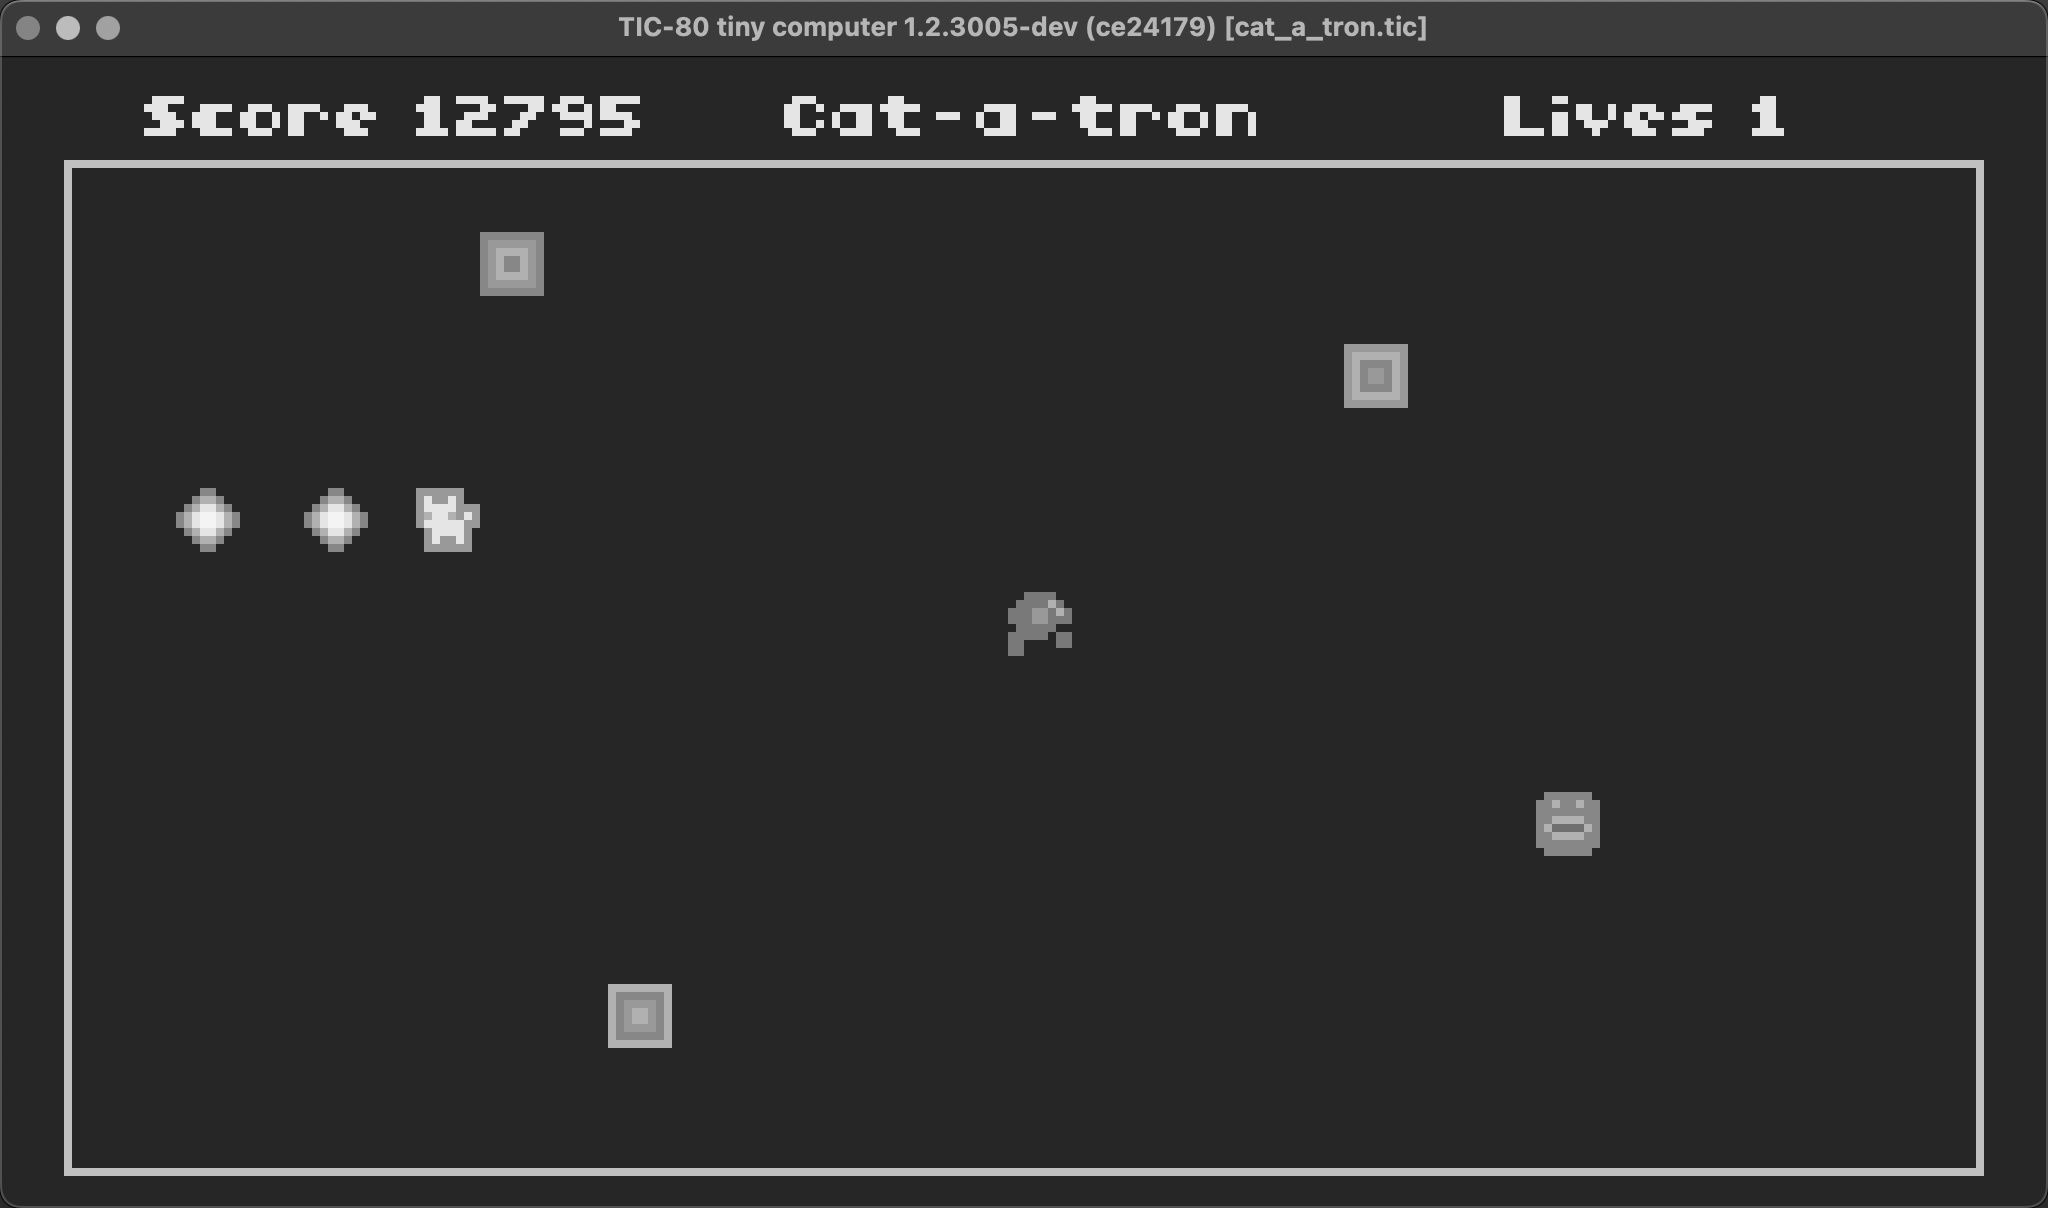 TIC-80 tiny computer 1.2.3005-dev (ce24179) [cat_a_tron.tic]
Score 12795 Cat-a-tron Lives 1